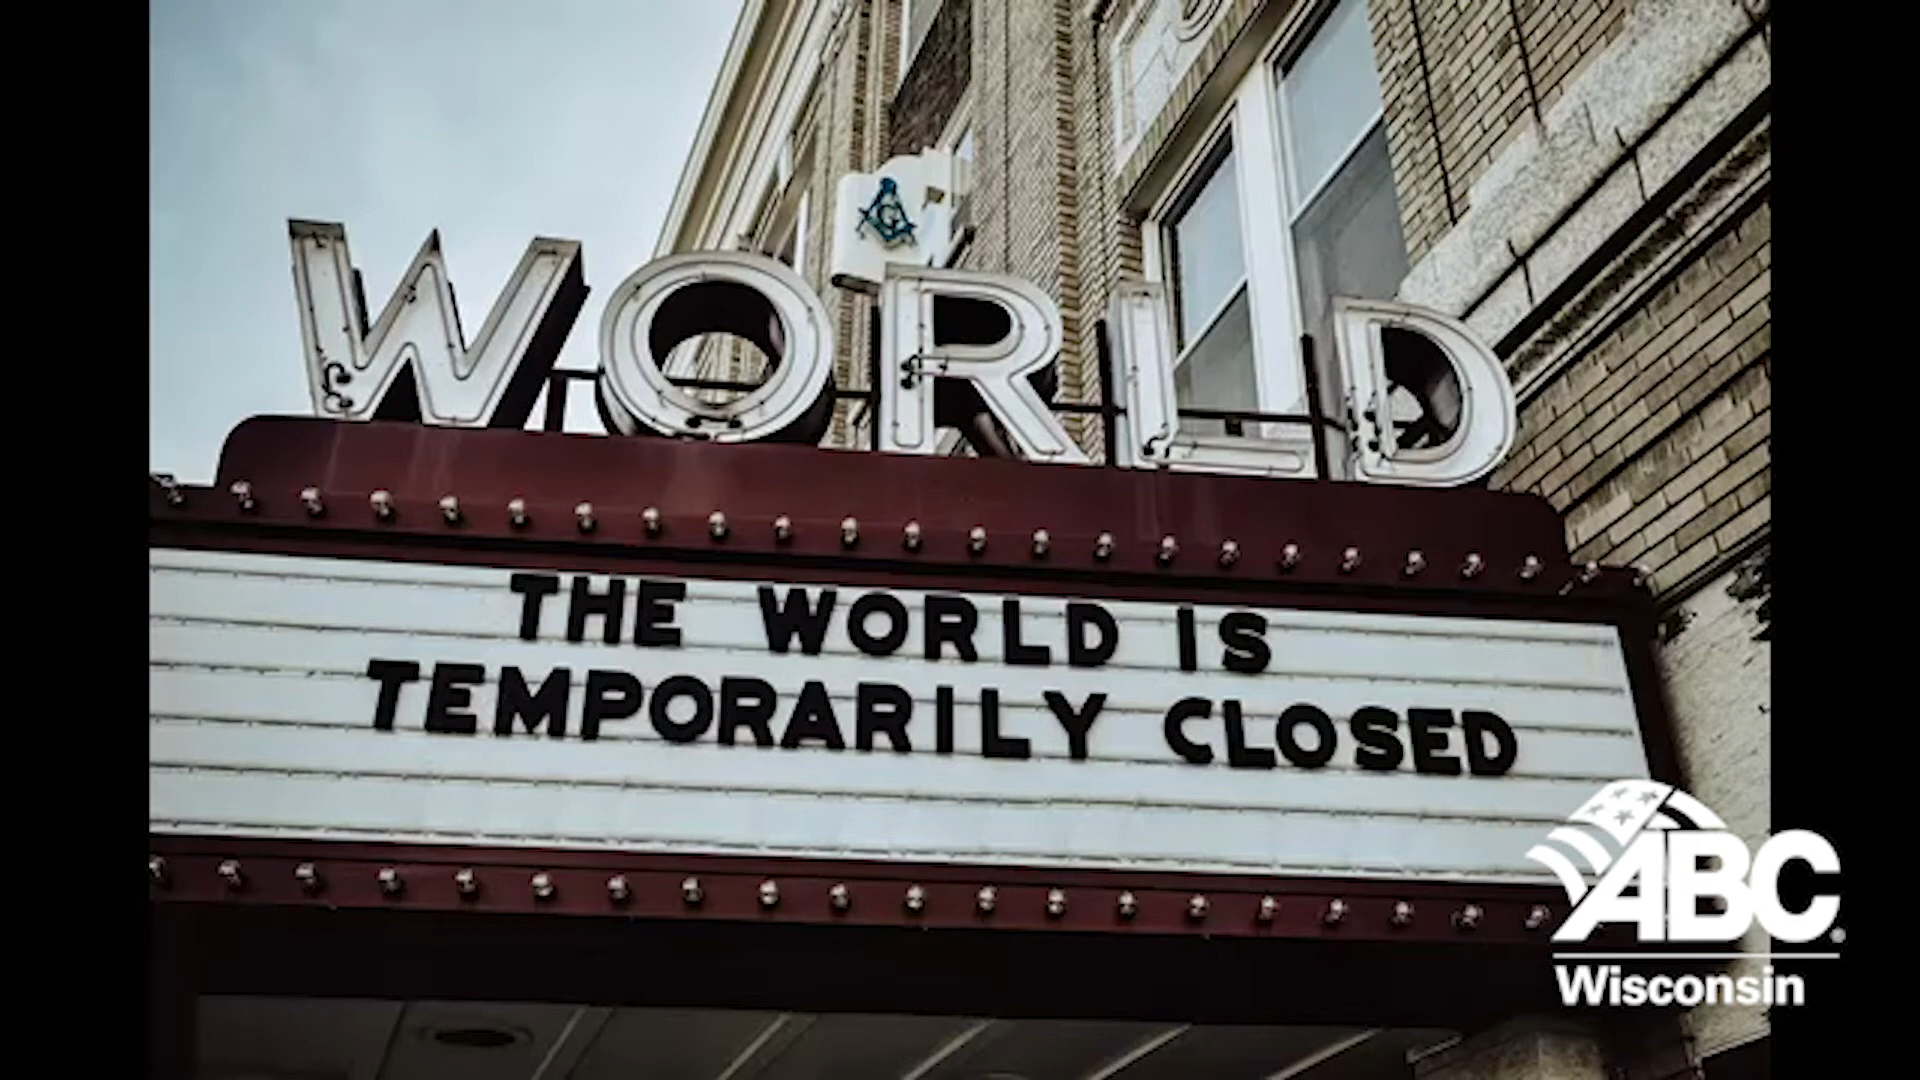 G
WORLD
THE WORLD IS
TEMPORARILY CLOSED
ABC
Wisconsin